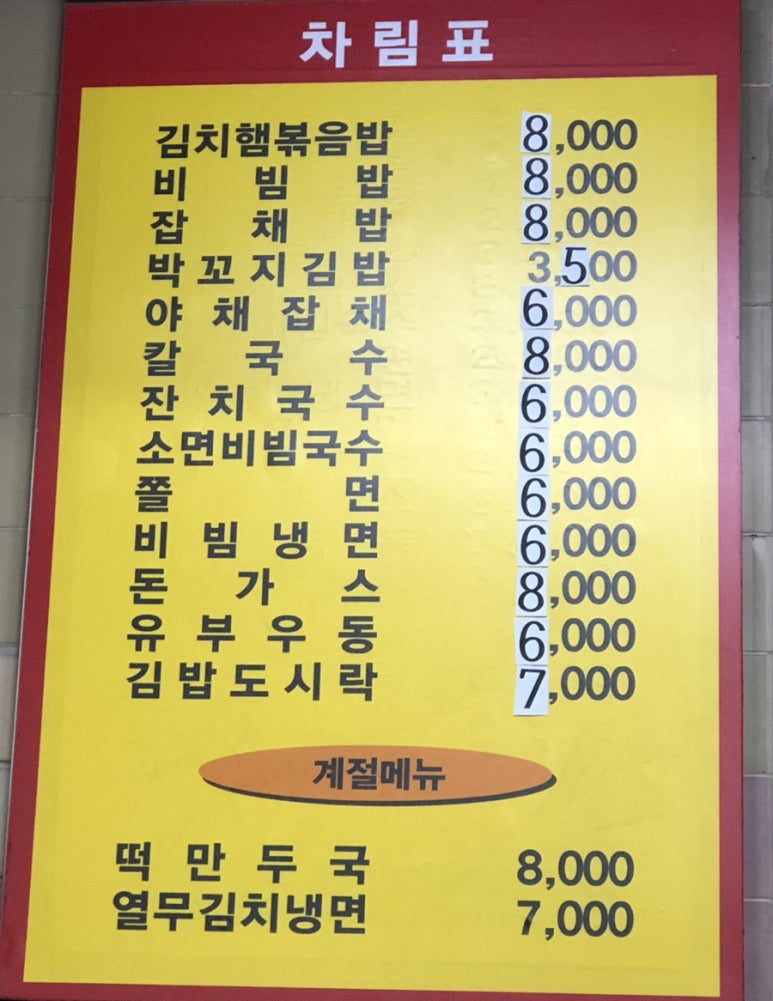 차림표
김치햄볶음밥 8,000
비빔밥 8,000
잡채밥 8,000
박꼬지김밥 3,500
야채잡채 6,000
칼국수 8,000
잔치국수 6,000
소면비빔국수 6,000
쫄면 6,000
비빔냉면 6,000
돈가스 8,000
유부우동 6,000
김밥도시락 7,000
계절메뉴
떡만두국 8,000
열무김치냉면 7,000